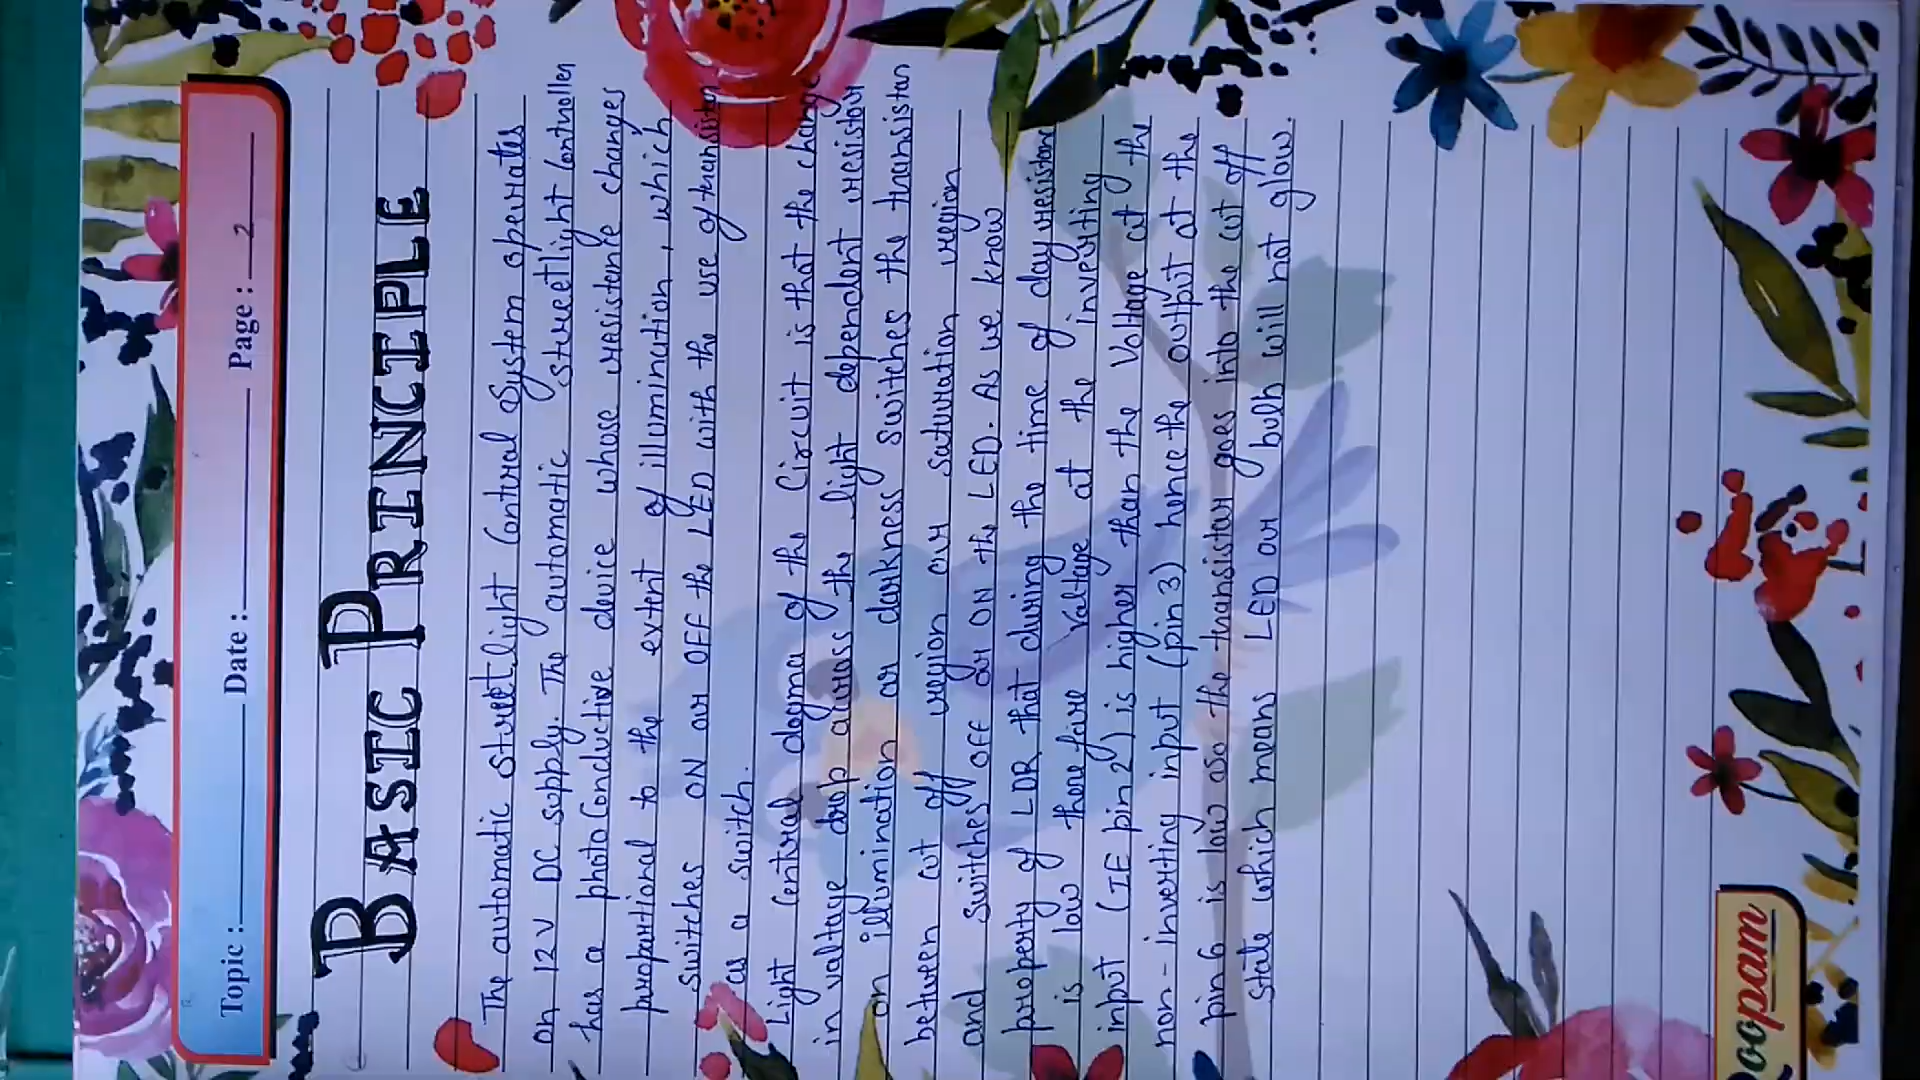 Topic : Date : Page : 2
BASIC PRINCIPLE
The automatic streetlight Control System operates
on 12V DC supply. The automatic streetlight Controller
has a photoConductive device whose resistance changes
proportional to the extent of illumination, which
switches ON or OFF the LED with the use of transistor
as a switch.
Light Control dogma of the Circuit is that the change
in voltage drop across the light dependent resistor
on illumination or darkness switches the transistor
between cut off region or saturation region
and switches OFF or ON the LED. As we know
property of LDR that during the time of day resistance
is low therefore voltage at the inverting
input (IE pin 2) is higher than the Voltage at the
non-inverting input (pin 3) hence the output at the
pin 6 is low so the transistor goes into the cut off
state which means LED or bulb will not glow.
Roopam